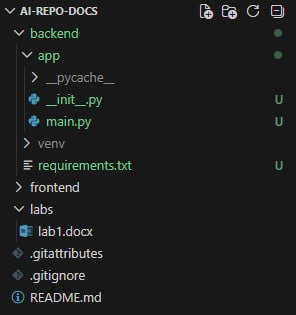 AI-REPO-DOCS
backend
app
__pycache__
__init__.py U
main.py U
venv
requirements.txt U
frontend
labs
lab1.docx
.gitattributes
.gitignore
README.md